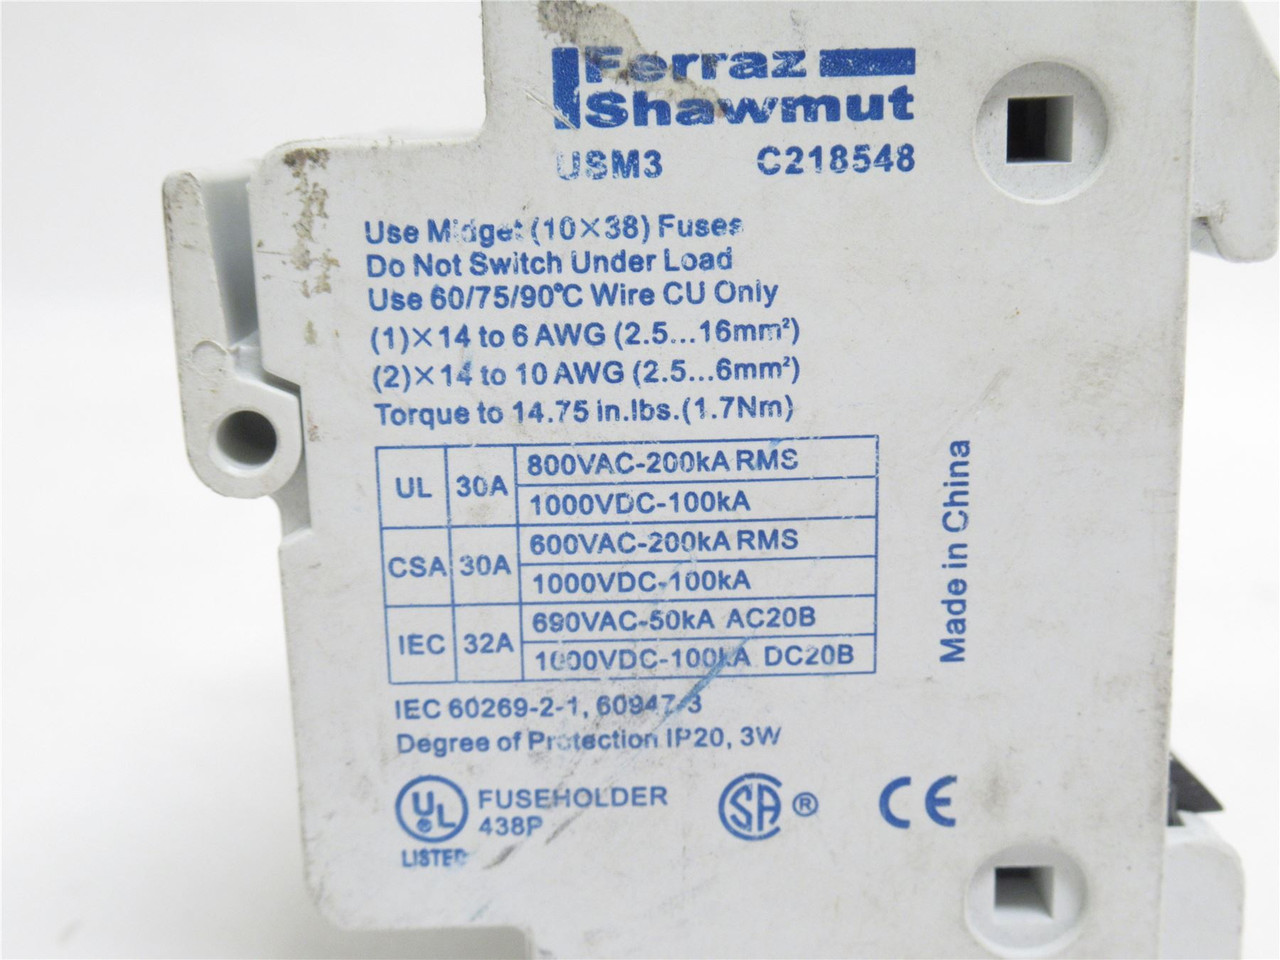 Ferraz
Shawmut
USM3 C218548
Use Midget (10×38) Fuses
Do Not Switch Under Load
Use 60/75/90°C Wire CU Only
(1)×14 to 6 AWG (2.5...16mm²)
(2)×14 to 10 AWG (2.5...6mm²)
Torque to 14.75 in.lbs.(1.7Nm)
UL 30A 800VAC-200kA RMS
1000VDC-100kA
CSA 30A 600VAC-200kA RMS
1000VDC-100kA
IEC 32A 690VAC-50kA AC20B
1000VDC-100kA DC20B
IEC 60269-2-1, 60947-3
Degree of Protection IP20, 3W
UL ® FUSEHOLDER
438P
LISTED
SA ® CE
Made in China